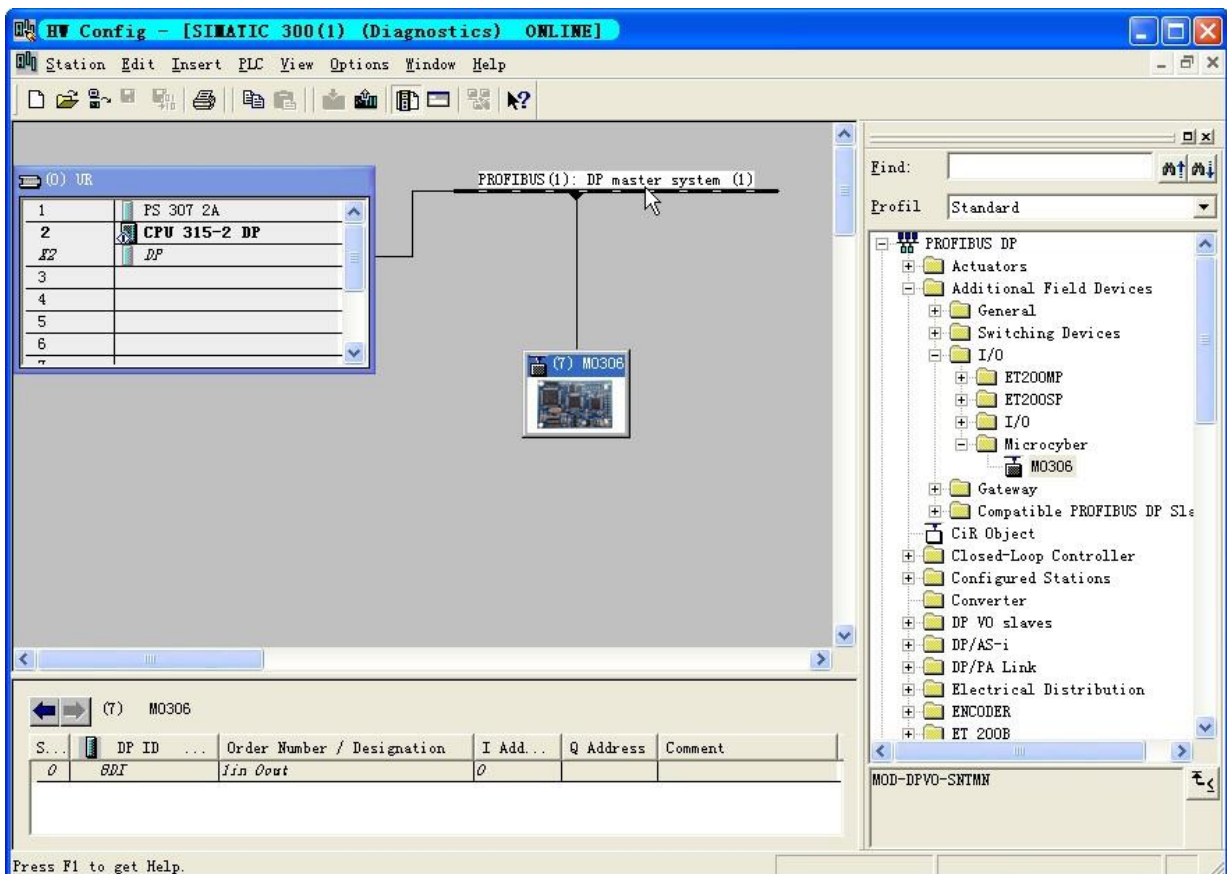 HW Config - [SIMATIC 300(1) (Diagnostics) ONLINE]
Station Edit Insert PLC View Options Window Help
(0) UR
1 PS 307 2A
2 CPU 315-2 DP
X2 DP
3
4
5
6
7
PROFIBUS(1): DP master system (1)
(7) M0306
Find:
Profil Standard
PROFIBUS DP
Actuators
Additional Field Devices
General
Switching Devices
I/O
ET200MP
ET200SP
I/O
Microcyber
M0306
Gateway
Compatible PROFIBUS DP Sla
CiR Object
Closed-Loop Controller
Configured Stations
Converter
DP V0 slaves
DP/AS-i
DP/PA Link
Electrical Distribution
ENCODER
ET 200B
(7) M0306
S... DP ID ... Order Number / Designation I Add... Q Address Comment
0 8DI 1in 0out 0
MOD-DPV0-SNTMN
Press F1 to get Help.